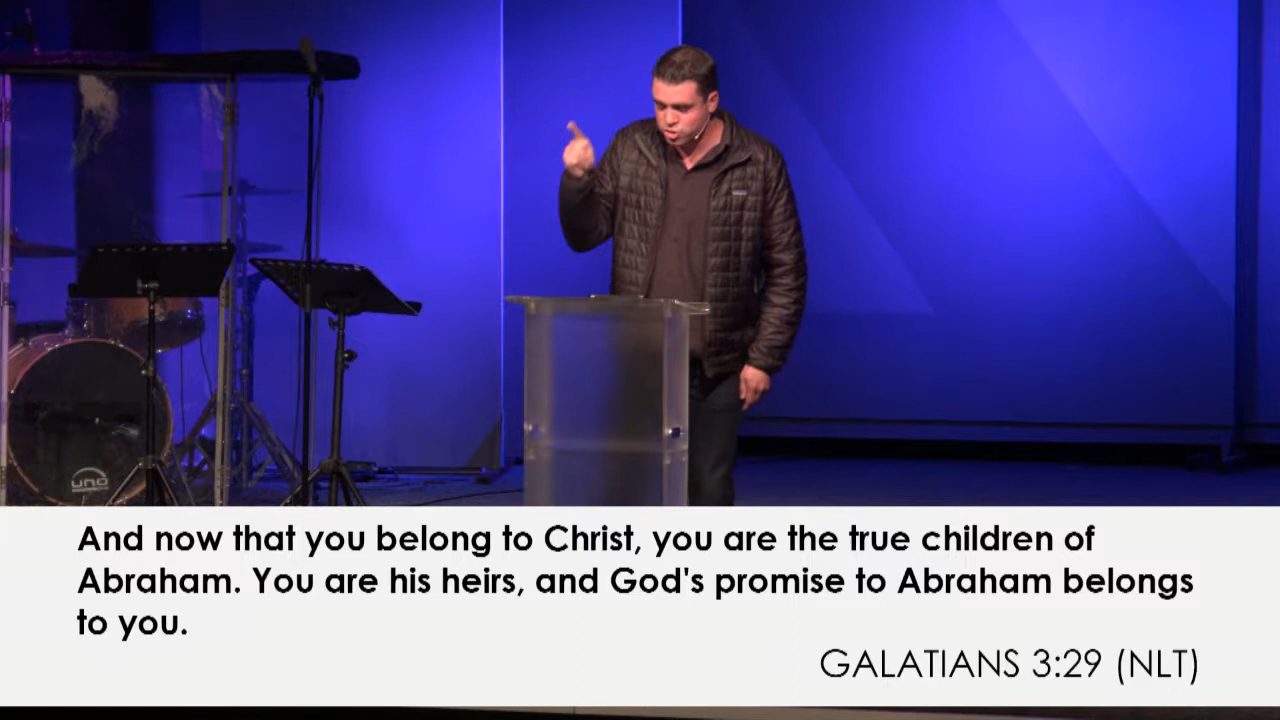 uno
And now that you belong to Christ, you are the true children of
Abraham. You are his heirs, and God's promise to Abraham belongs
to you.
GALATIANS 3:29 (NLT)